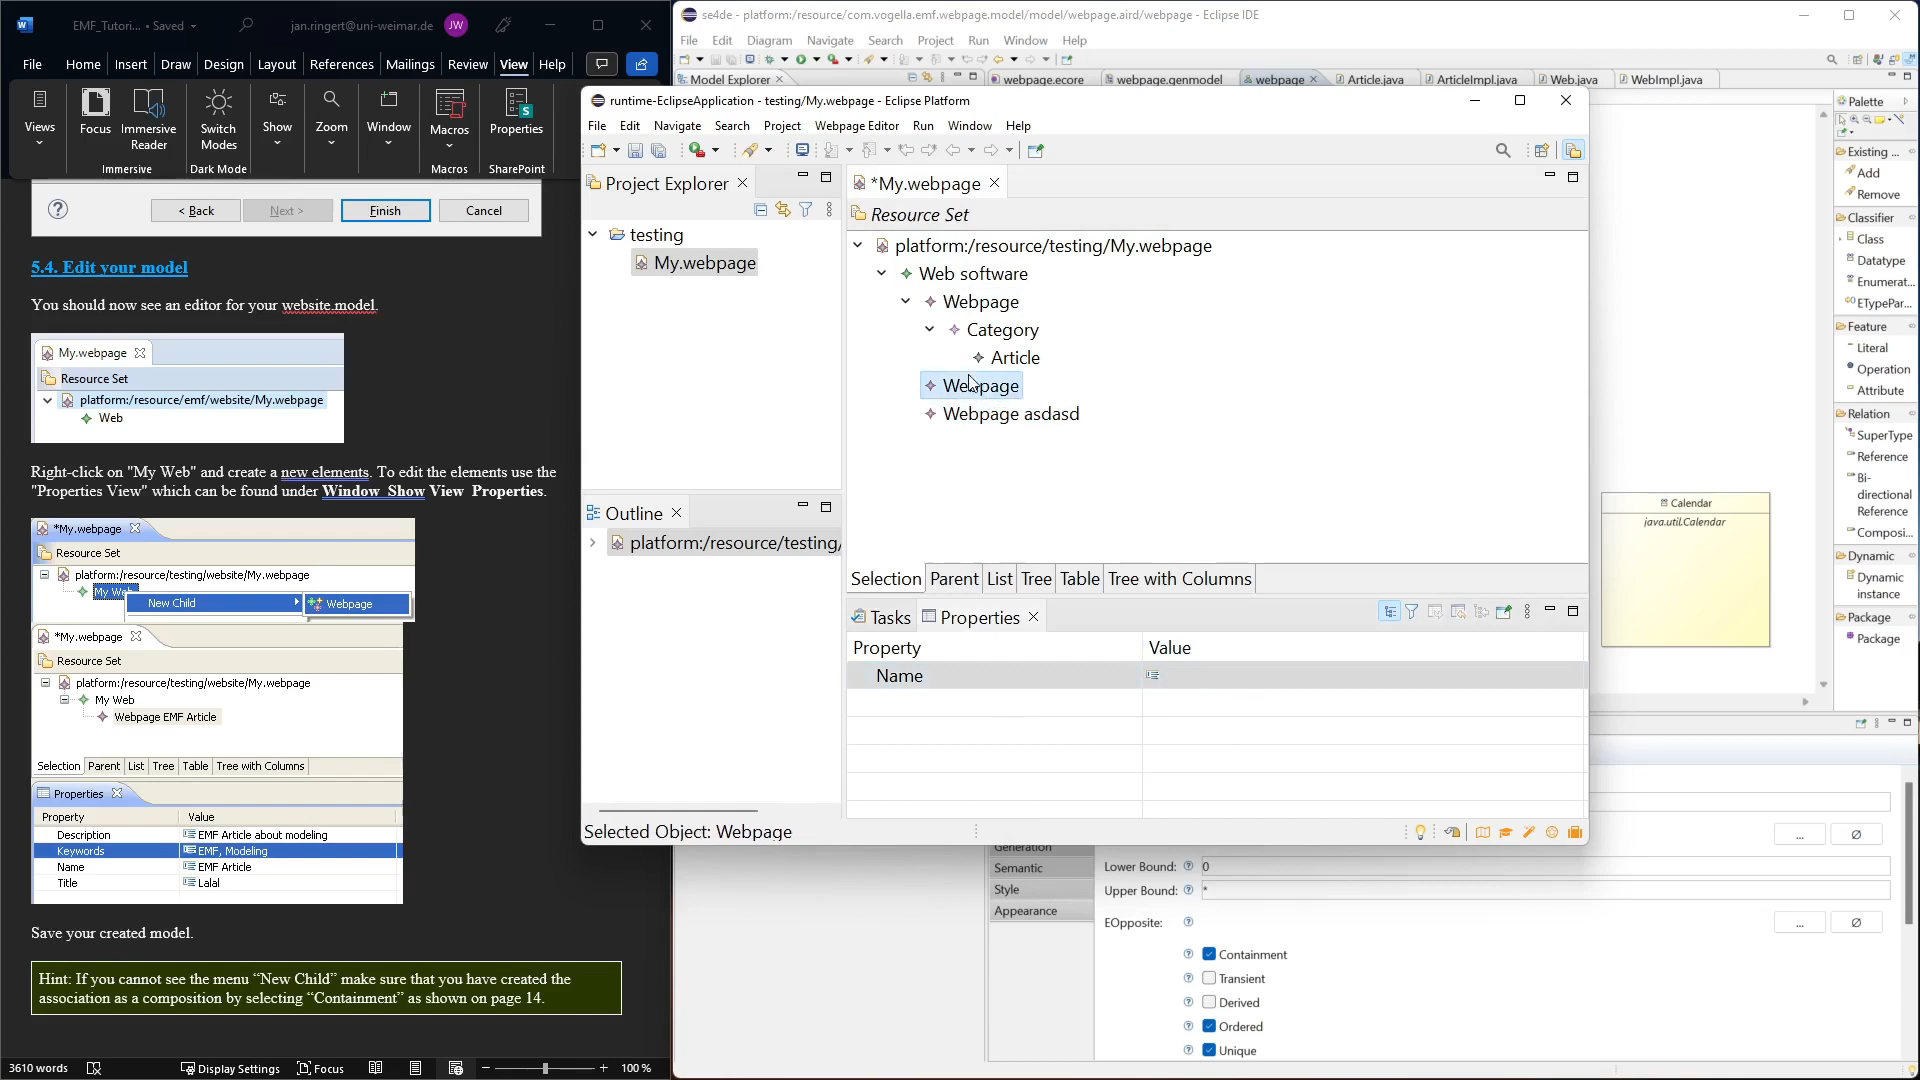 EMF_Tutori... • Saved
jan.ringert@uni-weimar.de
JW
File Home Insert Draw Design Layout References Mailings Review View Help
Views
Focus
Immersive Reader
Immersive
Switch Modes
Dark Mode
Show
Zoom
Window
Macros
Macros
Properties
SharePoint
< Back
Next >
Finish
Cancel
5.4. Edit your model
You should now see an editor for your website.model.
My.webpage
Resource Set
platform:/resource/emf/website/My.webpage
Web
Right-click on "My Web" and create a new elements. To edit the elements use the
"Properties View" which can be found under Window Show View Properties.
*My.webpage
Resource Set
platform:/resource/testing/website/My.webpage
My Web
New Child
Webpage
*My.webpage
Resource Set
platform:/resource/testing/website/My.webpage
My Web
Webpage EMF Article
Selection Parent List Tree Table Tree with Columns
Properties
Property Value
Description EMF Article about modeling
Keywords EMF, Modeling
Name EMF Article
Title Lalal
Save your created model.
Hint: If you cannot see the menu “New Child” make sure that you have created the
association as a composition by selecting “Containment” as shown on page 14.
3610 words
Display Settings
Focus
100 %
se4de - platform:/resource/com.vogella.emf.webpage.model/model/webpage.aird/webpage - Eclipse IDE
File Edit Diagram Navigate Search Project Run Window Help
Model Explorer
webpage.ecore
webpage.genmodel
webpage
Article.java
ArticleImpl.java
Web.java
WebImpl.java
runtime-EclipseApplication - testing/My.webpage - Eclipse Platform
File Edit Navigate Search Project Webpage Editor Run Window Help
Project Explorer
testing
My.webpage
Outline
platform:/resource/testing/
*My.webpage
Resource Set
platform:/resource/testing/My.webpage
Web software
Webpage
Category
Article
Webpage
Webpage asdasd
Selection Parent List Tree Table Tree with Columns
Tasks
Properties
Property Value
Name
Selected Object: Webpage
Palette
Existing ...
Add
Remove
Classifier
Class
Datatype
Enumerat...
ETypePar...
Feature
Literal
Operation
Attribute
Relation
SuperType
Reference
Bi-
directional
Reference
Composi...
Dynamic
Dynamic
instance
Package
Package
Calendar
java.util.Calendar
Generation
Semantic
Style
Appearance
...
Lower Bound: 0
Upper Bound: *
EOpposite:
...
Containment
Transient
Derived
Ordered
Unique